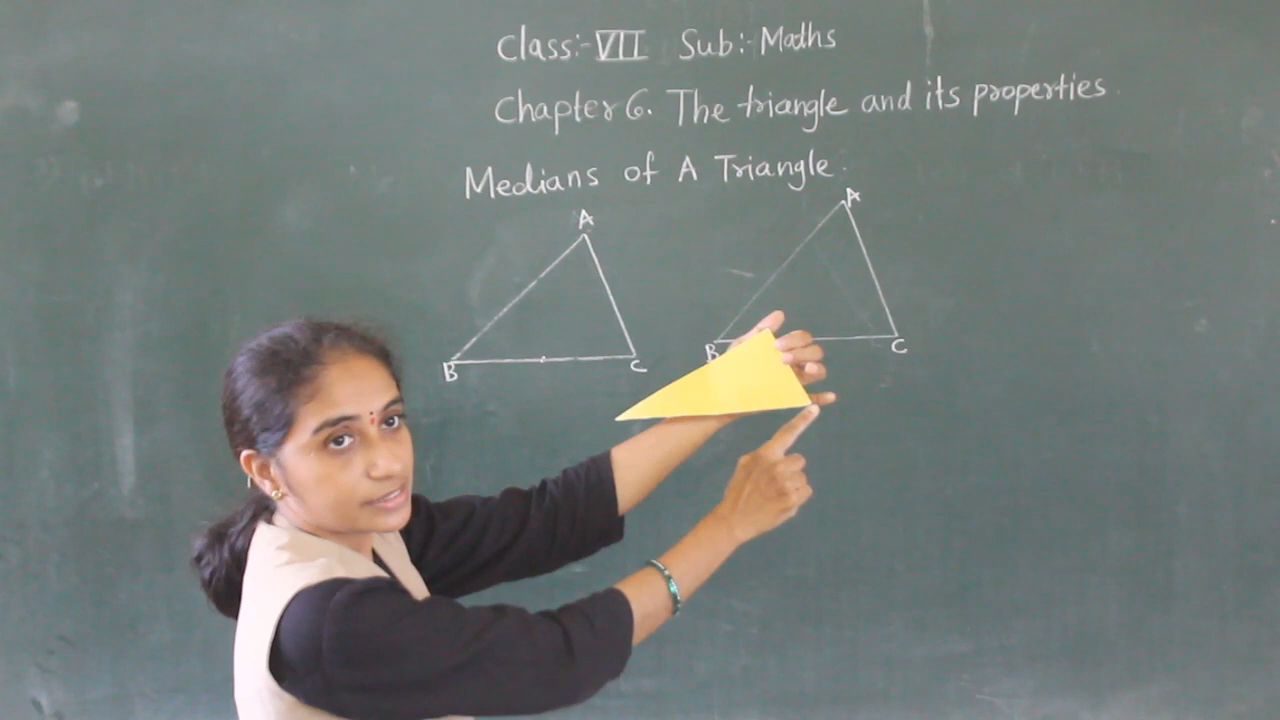 Class:- VII Sub:- Maths
Chapter 6. The triangle and its properties
Medians of A Triangle.
A
A
B
C
B
C